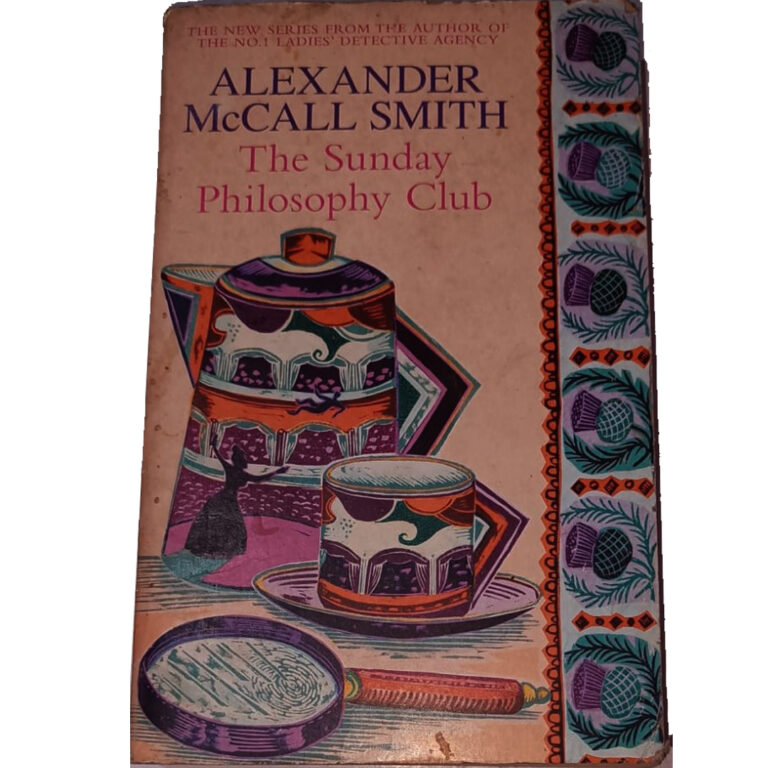 THE NEW SERIES FROM THE AUTHOR OF
THE NO.1 LADIES' DETECTIVE AGENCY
ALEXANDER
McCALL SMITH
The Sunday
Philosophy Club